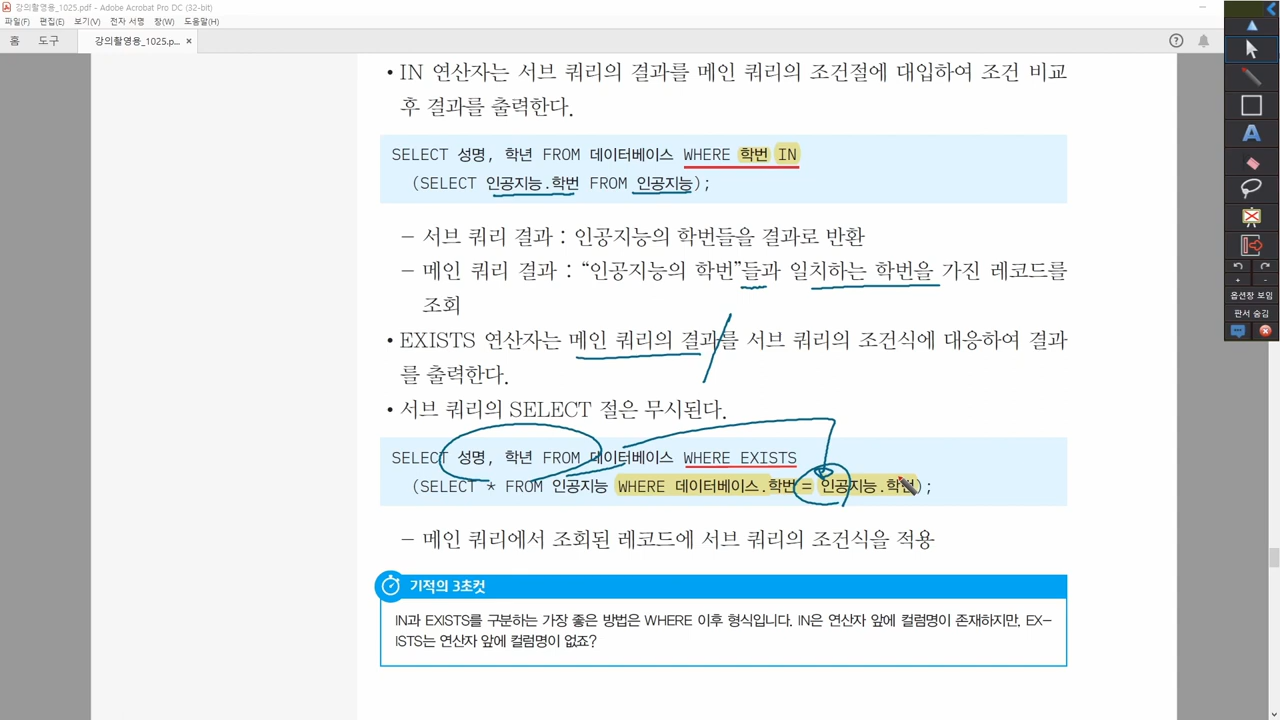 강의촬영용_1025.pdf - Adobe Acrobat Pro DC (32-bit)
파일(F) 편집(E) 보기(V) 전자 서명 창(W) 도움말(H)
홈 도구 강의촬영용_1025.p... ×
• IN 연산자는 서브 쿼리의 결과를 메인 쿼리의 조건절에 대입하여 조건 비교
후 결과를 출력한다.
SELECT 성명, 학년 FROM 데이터베이스 WHERE 학번 IN
(SELECT 인공지능.학번 FROM 인공지능);
– 서브 쿼리 결과 : 인공지능의 학번들을 결과로 반환
– 메인 쿼리 결과 : “인공지능의 학번”들과 일치하는 학번을 가진 레코드를
조회
• EXISTS 연산자는 메인 쿼리의 결과를 서브 쿼리의 조건식에 대응하여 결과
를 출력한다.
• 서브 쿼리의 SELECT 절은 무시된다.
SELECT 성명, 학년 FROM 데이터베이스 WHERE EXISTS
(SELECT * FROM 인공지능 WHERE 데이터베이스.학번 = 인공지능.학번);
– 메인 쿼리에서 조회된 레코드에 서브 쿼리의 조건식을 적용
기적의 3초컷
IN과 EXISTS를 구분하는 가장 좋은 방법은 WHERE 이후 형식입니다. IN은 연산자 앞에 컬럼명이 존재하지만, EX-
ISTS는 연산자 앞에 컬럼명이 없죠?
A
+ -
옵션창 보임
판서 숨김